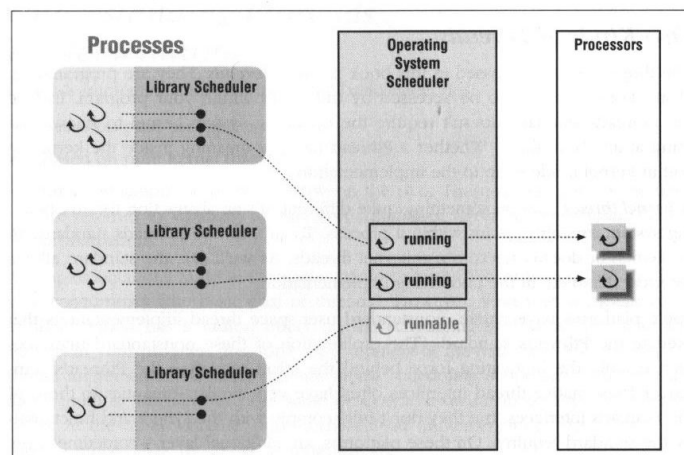 Processes
Library Scheduler
Library Scheduler
Library Scheduler
Operating
System
Scheduler
running
running
runnable
Processors